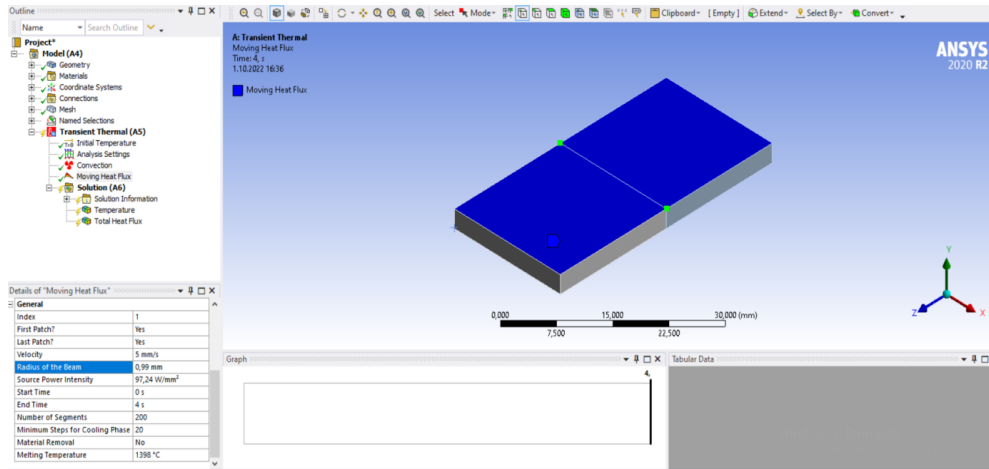 Outline
Name Search Outline
Project*
Model (A4)
Geometry
Materials
Coordinate Systems
Connections
Mesh
Named Selections
Transient Thermal (A5)
Initial Temperature
Analysis Settings
Convection
Moving Heat Flux
Solution (A6)
Solution Information
Temperature
Total Heat Flux
Details of "Moving Heat Flux"
General
Index 1
First Patch? Yes
Last Patch? Yes
Velocity 5 mm/s
Radius of the Beam 0,99 mm
Source Power Intensity 97,24 W/mm²
Start Time 0 s
End Time 4 s
Number of Segments 200
Minimum Steps for Cooling Phase 20
Material Removal No
Melting Temperature 1398 °C
Select Mode Clipboard [ Empty ] Extend Select By Convert
A: Transient Thermal
Moving Heat Flux
Time: 4, s
1.10.2022 16:36
Moving Heat Flux
ANSYS
2020 R2
0,000 15,000 30,000 (mm)
7,500 22,500
Y
Z X
Graph
4,
Tabular Data